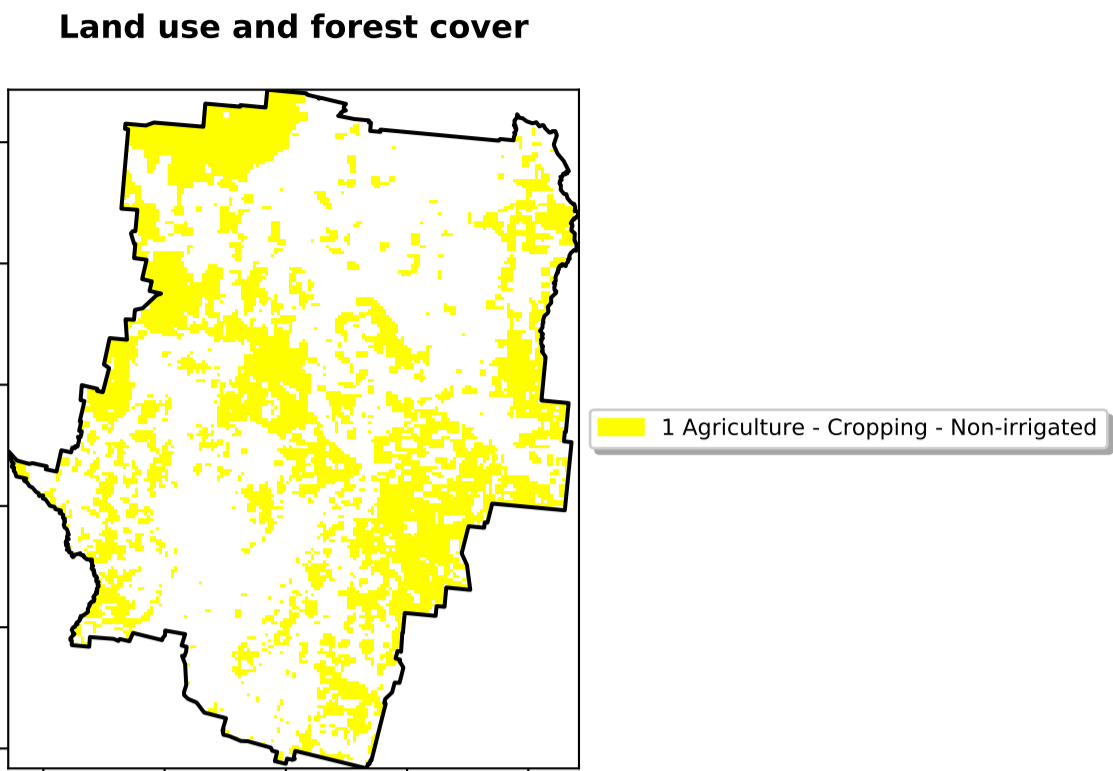 Land use and forest cover
1 Agriculture - Cropping - Non-irrigated